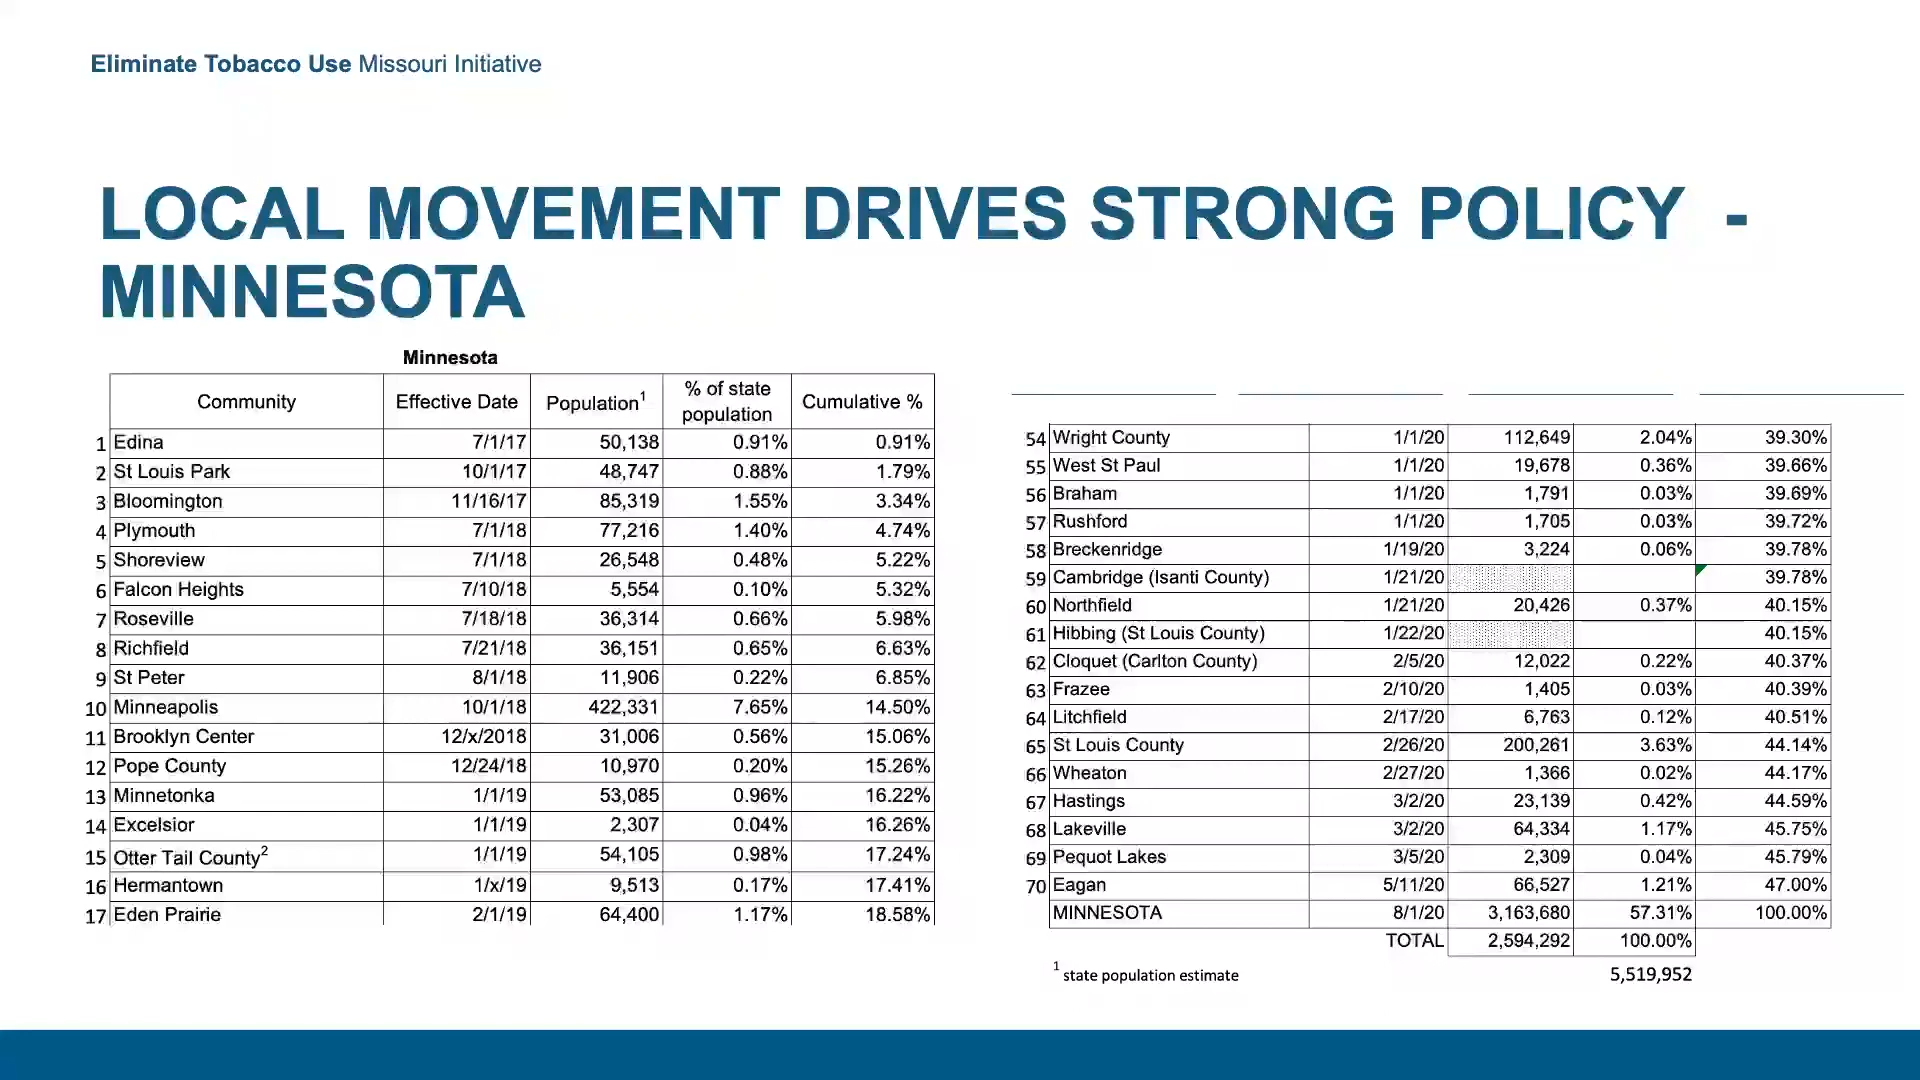 Eliminate Tobacco Use Missouri Initiative
LOCAL MOVEMENT DRIVES STRONG POLICY -
MINNESOTA
Minnesota
Community Effective Date Population1 % of state population Cumulative %
1 Edina 7/1/17 50,138 0.91% 0.91%
2 St Louis Park 10/1/17 48,747 0.88% 1.79%
3 Bloomington 11/16/17 85,319 1.55% 3.34%
4 Plymouth 7/1/18 77,216 1.40% 4.74%
5 Shoreview 7/1/18 26,548 0.48% 5.22%
6 Falcon Heights 7/10/18 5,554 0.10% 5.32%
7 Roseville 7/18/18 36,314 0.66% 5.98%
8 Richfield 7/21/18 36,151 0.65% 6.63%
9 St Peter 8/1/18 11,906 0.22% 6.85%
10 Minneapolis 10/1/18 422,331 7.65% 14.50%
11 Brooklyn Center 12/x/2018 31,006 0.56% 15.06%
12 Pope County 12/24/18 10,970 0.20% 15.26%
13 Minnetonka 1/1/19 53,085 0.96% 16.22%
14 Excelsior 1/1/19 2,307 0.04% 16.26%
15 Otter Tail County2 1/1/19 54,105 0.98% 17.24%
16 Hermantown 1/x/19 9,513 0.17% 17.41%
17 Eden Prairie 2/1/19 64,400 1.17% 18.58%
54 Wright County 1/1/20 112,649 2.04% 39.30%
55 West St Paul 1/1/20 19,678 0.36% 39.66%
56 Braham 1/1/20 1,791 0.03% 39.69%
57 Rushford 1/1/20 1,705 0.03% 39.72%
58 Breckenridge 1/19/20 3,224 0.06% 39.78%
59 Cambridge (Isanti County) 1/21/20 39.78%
60 Northfield 1/21/20 20,426 0.37% 40.15%
61 Hibbing (St Louis County) 1/22/20 40.15%
62 Cloquet (Carlton County) 2/5/20 12,022 0.22% 40.37%
63 Frazee 2/10/20 1,405 0.03% 40.39%
64 Litchfield 2/17/20 6,763 0.12% 40.51%
65 St Louis County 2/26/20 200,261 3.63% 44.14%
66 Wheaton 2/27/20 1,366 0.02% 44.17%
67 Hastings 3/2/20 23,139 0.42% 44.59%
68 Lakeville 3/2/20 64,334 1.17% 45.75%
69 Pequot Lakes 3/5/20 2,309 0.04% 45.79%
70 Eagan 5/11/20 66,527 1.21% 47.00%
MINNESOTA 8/1/20 3,163,680 57.31% 100.00%
TOTAL 2,594,292 100.00%
1 state population estimate 5,519,952